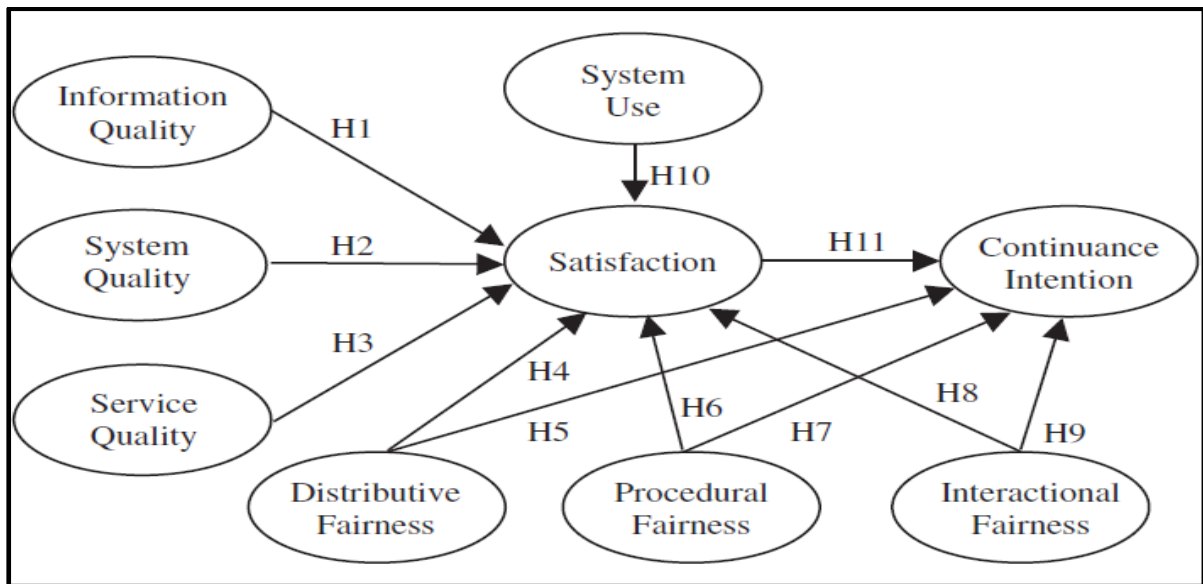 Information
Quality
System
Use
H1
H10
System
Quality
H2
Satisfaction
H11
Continuance
Intention
H3
H4
H5
H6
H7
H8
H9
Service
Quality
Distributive
Fairness
Procedural
Fairness
Interactional
Fairness